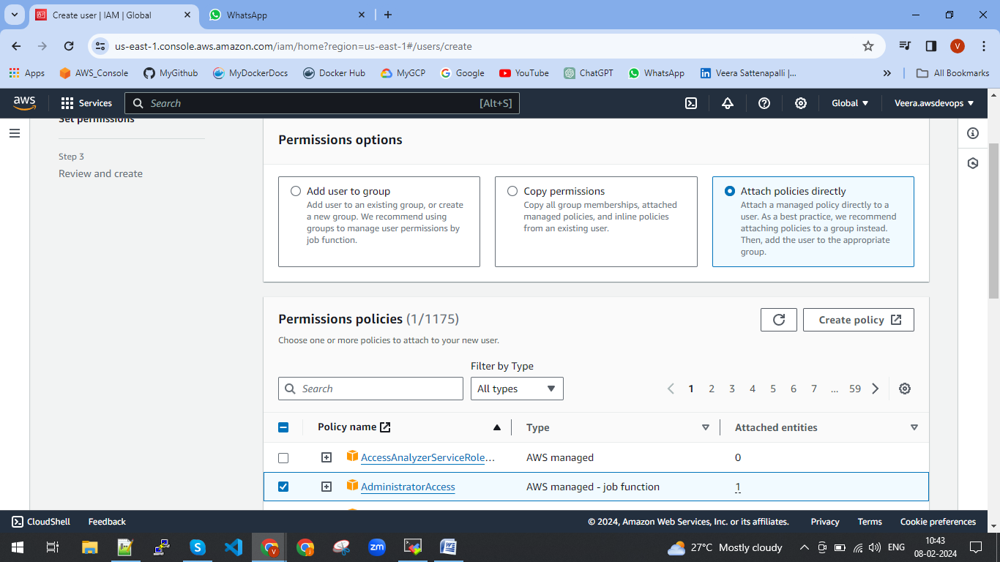 Create user | IAM | Global
WhatsApp
us-east-1.console.aws.amazon.com/iam/home?region=us-east-1#/users/create
V
Apps
AWS_Console
MyGithub
MyDockerDocs
Docker Hub
MyGCP
Google
YouTube
ChatGPT
WhatsApp
Veera Sattenapalli |...
All Bookmarks
aws
Services
Search
[Alt+S]
Global
Veera.awsdevops
Set permissions
Step 3
Review and create
Permissions options
Add user to group
Add user to an existing group, or create
a new group. We recommend using
groups to manage user permissions by
job function.
Copy permissions
Copy all group memberships, attached
managed policies, and inline policies
from an existing user.
Attach policies directly
Attach a managed policy directly to a
user. As a best practice, we recommend
attaching policies to a group instead.
Then, add the user to the appropriate
group.
Permissions policies (1/1175)
Choose one or more policies to attach to your new user.
Create policy
Filter by Type
Search
All types
1 2 3 4 5 6 7 ... 59
Policy name
Type
Attached entities
AccessAnalyzerServiceRole...
AWS managed
0
AdministratorAccess
AWS managed - job function
1
CloudShell
Feedback
© 2024, Amazon Web Services, Inc. or its affiliates.
Privacy
Terms
Cookie preferences
27°C Mostly cloudy
ENG
10:43
08-02-2024